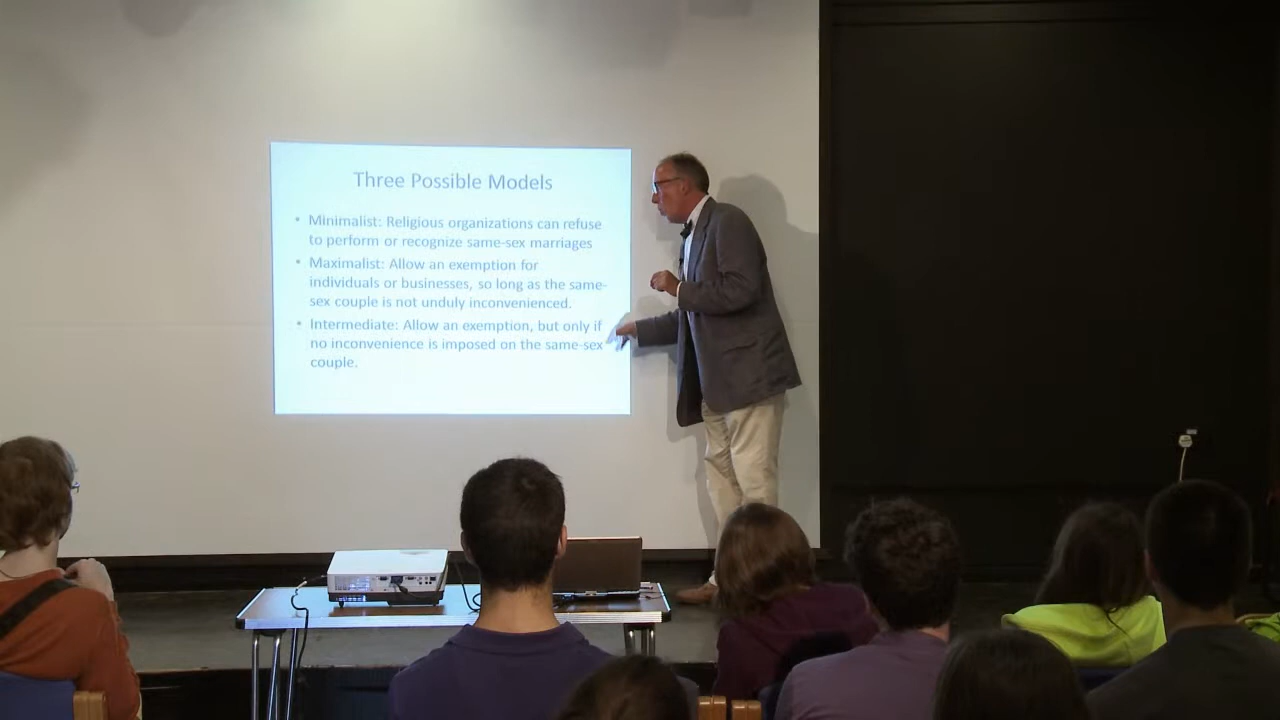 Three Possible Models
• Minimalist: Religious organizations can refuse
to perform or recognize same-sex marriages
• Maximalist: Allow an exemption for
individuals or businesses, so long as the same-
sex couple is not unduly inconvenienced.
• Intermediate: Allow an exemption, but only if
no inconvenience is imposed on the same-sex
couple.